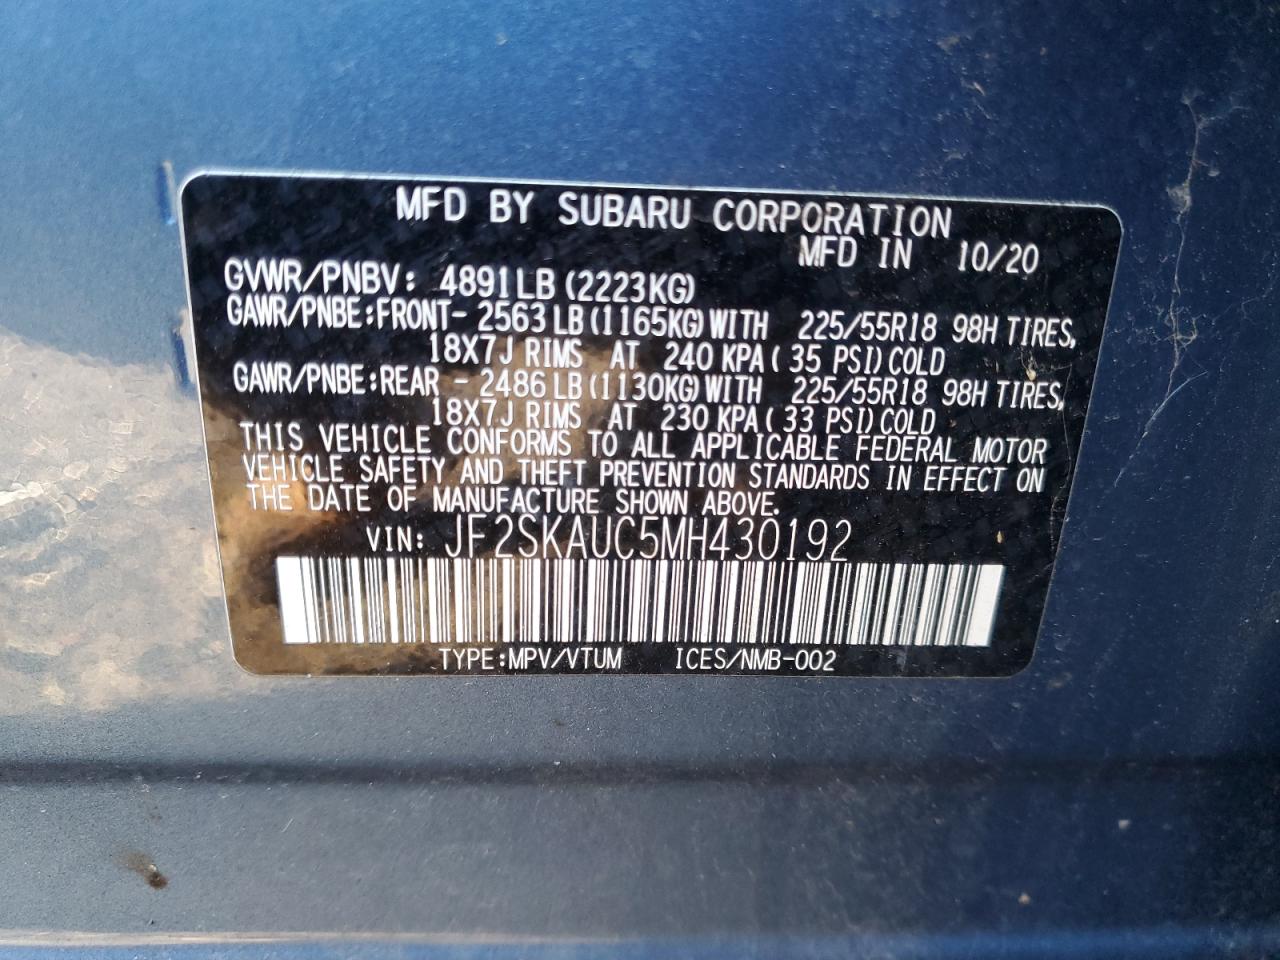 MFD BY SUBARU CORPORATION
MFD IN 10/20
GVWR/PNBV: 4891LB (2223KG)
GAWR/PNBE:FRONT- 2563LB(1165KG)WITH 225/55R18 98H TIRES,
18X7J RIMS AT 240 KPA( 35 PSI)COLD
GAWR/PNBE:REAR - 2486LB(1130KG)WITH 225/55R18 98H TIRES,
18X7J RIMS AT 230 KPA( 33 PSI)COLD
THIS VEHICLE CONFORMS TO ALL APPLICABLE FEDERAL MOTOR
VEHICLE SAFETY AND THEFT PREVENTION STANDARDS IN EFFECT ON
THE DATE OF MANUFACTURE SHOWN ABOVE.
VIN: JF2SKAUC5MH430192
TYPE:MPV/VTUM ICES/NMB-002